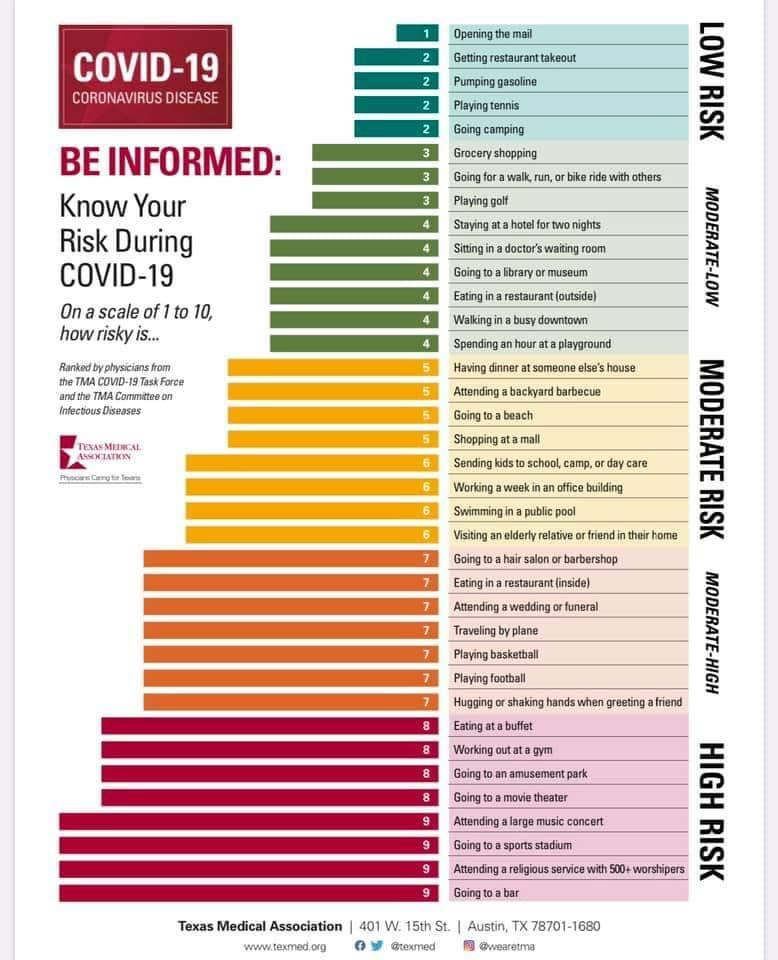 COVID-19
CORONAVIRUS DISEASE
BE INFORMED:
Know Your
Risk During
COVID-19
On a scale of 1 to 10,
how risky is...
Ranked by physicians from
the TMA COVID-19 Task Force
and the TMA Committee on
Infectious Diseases
TEXAS MEDICAL
ASSOCIATION
Physicians Caring for Texans
LOW RISK
1 Opening the mail
2 Getting restaurant takeout
2 Pumping gasoline
2 Playing tennis
2 Going camping
MODERATE-LOW
3 Grocery shopping
3 Going for a walk, run, or bike ride with others
3 Playing golf
4 Staying at a hotel for two nights
4 Sitting in a doctor's waiting room
4 Going to a library or museum
4 Eating in a restaurant (outside)
4 Walking in a busy downtown
4 Spending an hour at a playground
MODERATE RISK
5 Having dinner at someone else's house
5 Attending a backyard barbecue
5 Going to a beach
5 Shopping at a mall
6 Sending kids to school, camp, or day care
6 Working a week in an office building
6 Swimming in a public pool
6 Visiting an elderly relative or friend in their home
MODERATE-HIGH
7 Going to a hair salon or barbershop
7 Eating in a restaurant (inside)
7 Attending a wedding or funeral
7 Traveling by plane
7 Playing basketball
7 Playing football
7 Hugging or shaking hands when greeting a friend
HIGH RISK
8 Eating at a buffet
8 Working out at a gym
8 Going to an amusement park
8 Going to a movie theater
9 Attending a large music concert
9 Going to a sports stadium
9 Attending a religious service with 500+ worshipers
9 Going to a bar
Texas Medical Association | 401 W. 15th St. | Austin, TX 78701-1680
www.texmed.org @texmed @wearetma